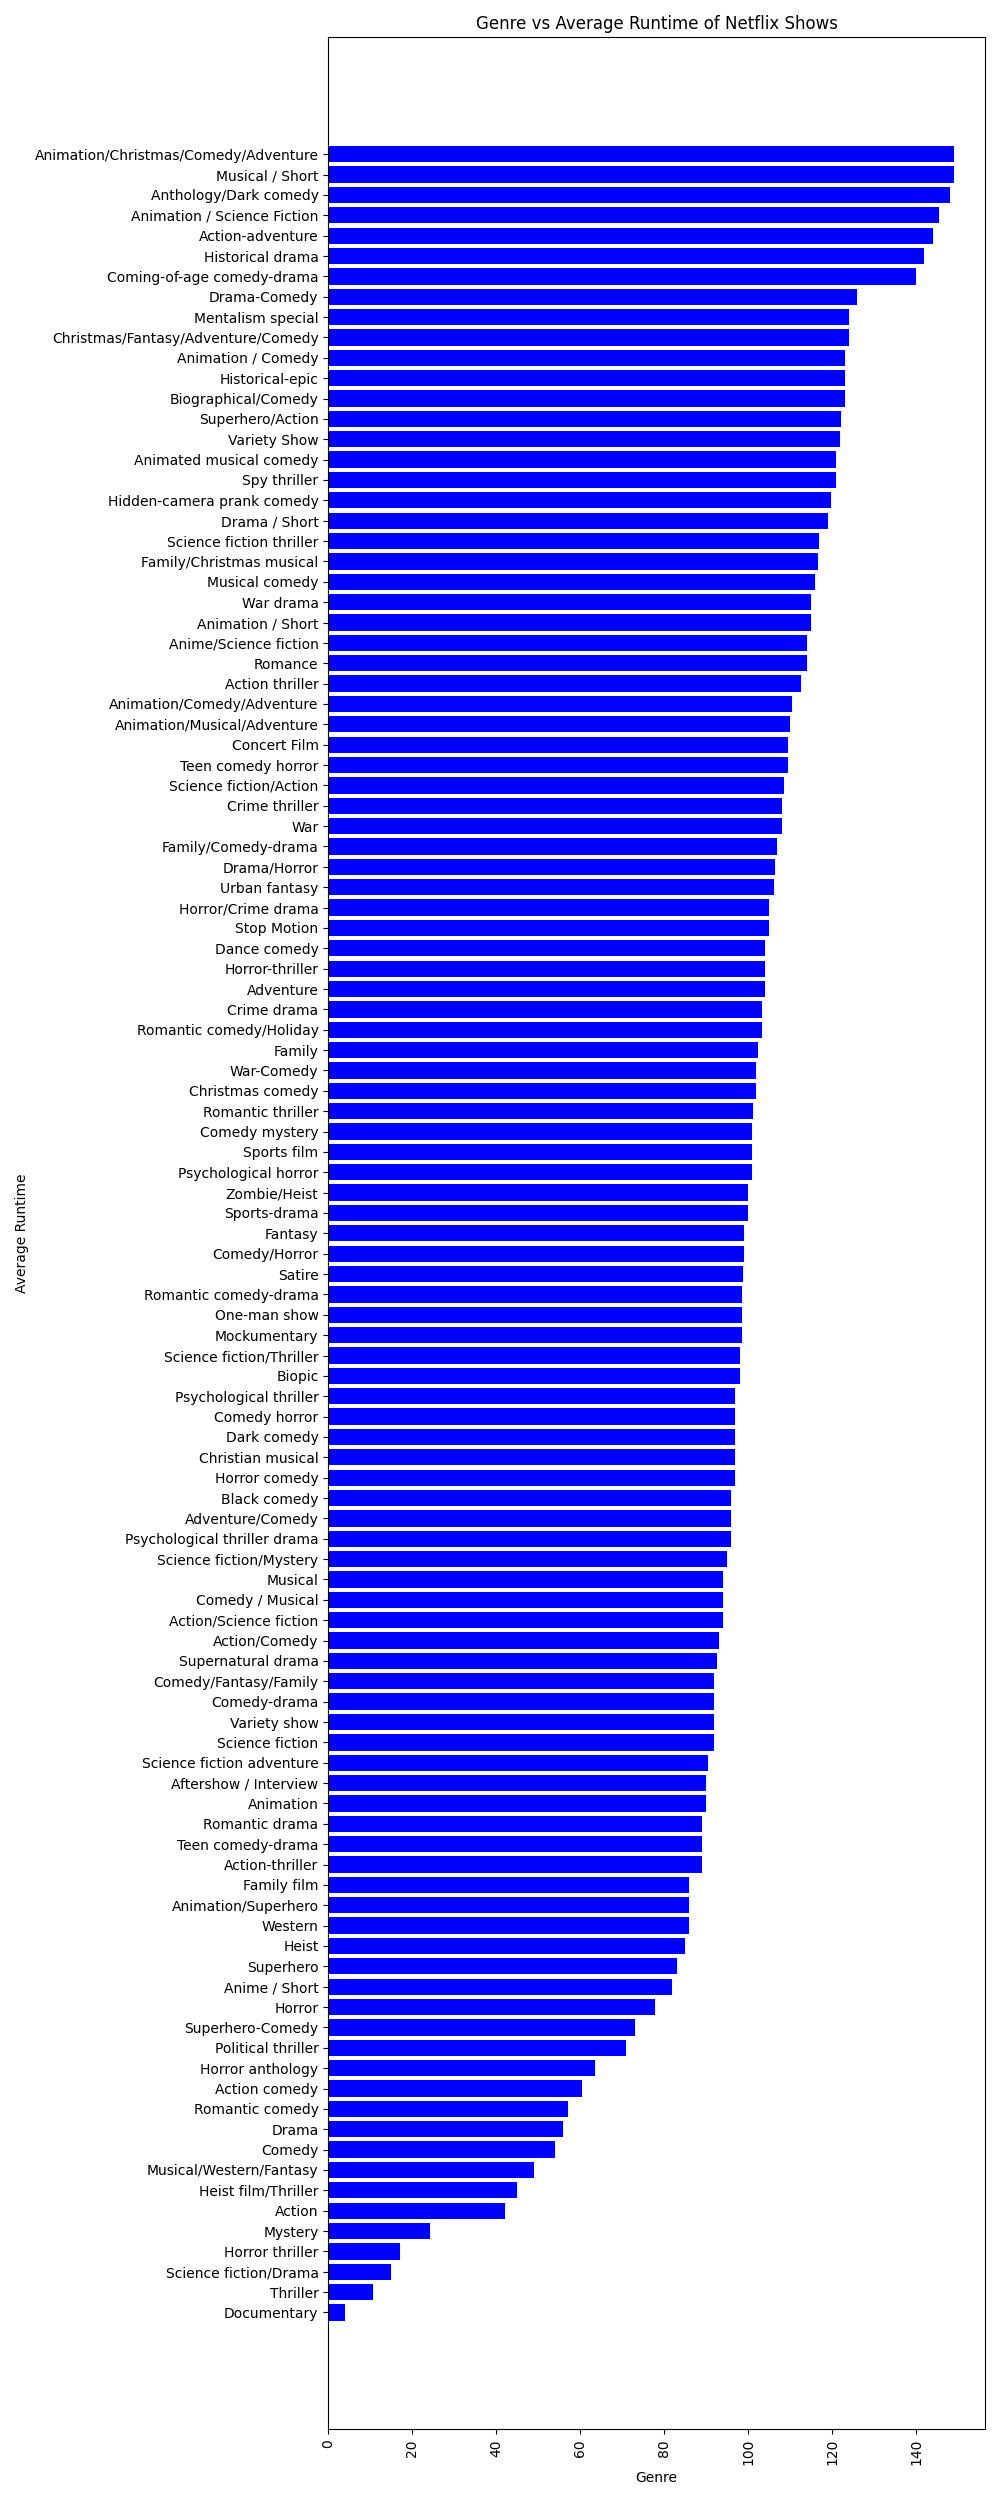 Genre vs Average Runtime of Netflix Shows
Animation/Christmas/Comedy/Adventure
Musical / Short
Anthology/Dark comedy
Animation / Science Fiction
Action-adventure
Historical drama
Coming-of-age comedy-drama
Drama-Comedy
Mentalism special
Christmas/Fantasy/Adventure/Comedy
Animation / Comedy
Historical-epic
Biographical/Comedy
Superhero/Action
Variety Show
Animated musical comedy
Spy thriller
Hidden-camera prank comedy
Drama / Short
Science fiction thriller
Family/Christmas musical
Musical comedy
War drama
Animation / Short
Anime/Science fiction
Romance
Action thriller
Animation/Comedy/Adventure
Animation/Musical/Adventure
Concert Film
Teen comedy horror
Science fiction/Action
Crime thriller
War
Family/Comedy-drama
Drama/Horror
Urban fantasy
Horror/Crime drama
Stop Motion
Dance comedy
Horror-thriller
Adventure
Crime drama
Romantic comedy/Holiday
Family
War-Comedy
Christmas comedy
Romantic thriller
Comedy mystery
Sports film
Psychological horror
Zombie/Heist
Sports-drama
Fantasy
Comedy/Horror
Satire
Romantic comedy-drama
One-man show
Mockumentary
Science fiction/Thriller
Biopic
Psychological thriller
Comedy horror
Dark comedy
Christian musical
Horror comedy
Black comedy
Adventure/Comedy
Psychological thriller drama
Science fiction/Mystery
Musical
Comedy / Musical
Action/Science fiction
Action/Comedy
Supernatural drama
Comedy/Fantasy/Family
Comedy-drama
Variety show
Science fiction
Science fiction adventure
Aftershow / Interview
Animation
Romantic drama
Teen comedy-drama
Action-thriller
Family film
Animation/Superhero
Western
Heist
Superhero
Anime / Short
Horror
Superhero-Comedy
Political thriller
Horror anthology
Action comedy
Romantic comedy
Drama
Comedy
Musical/Western/Fantasy
Heist film/Thriller
Action
Mystery
Horror thriller
Science fiction/Drama
Thriller
Documentary
Average Runtime
0 20 40 60 80 100 120 140
Genre